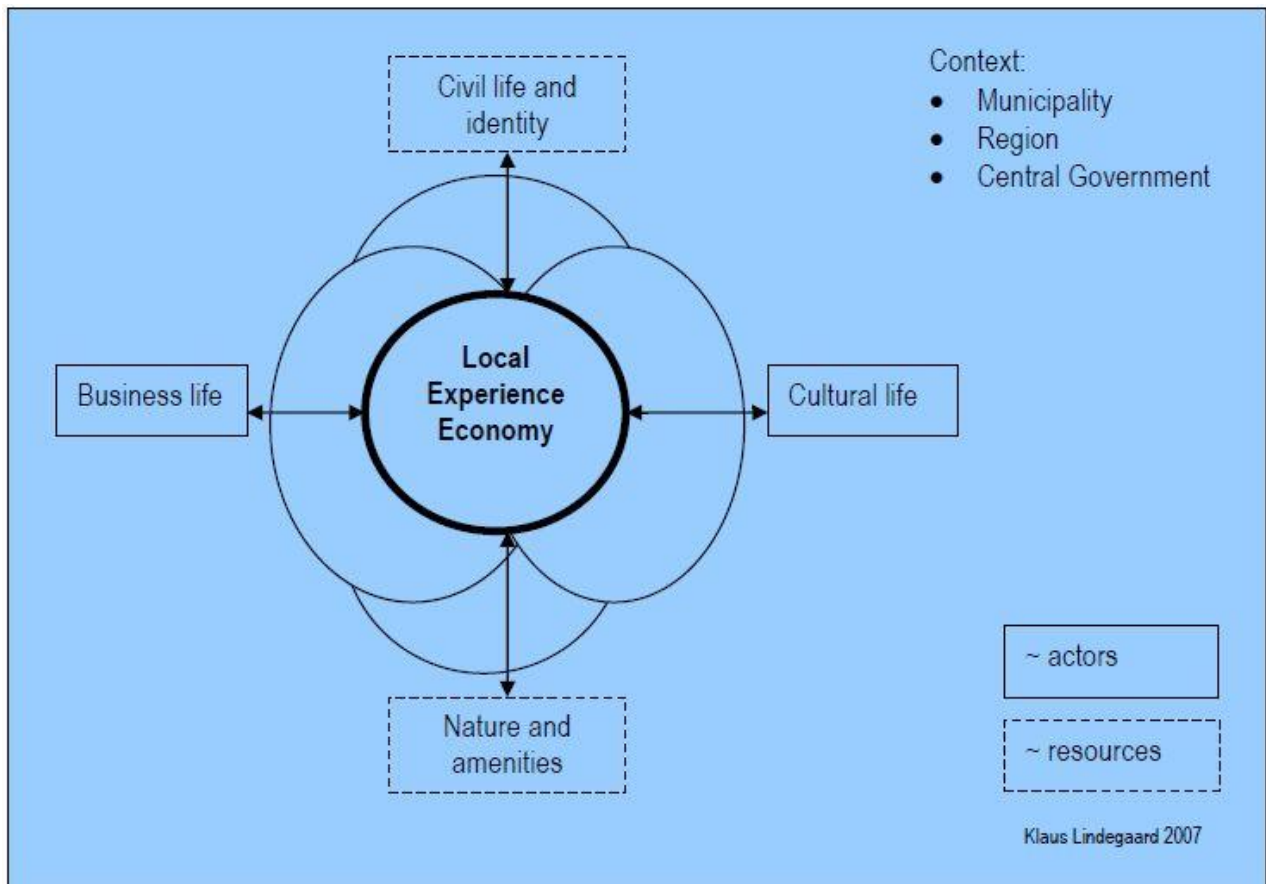 Civil life and
identity
Context:
• Municipality
• Region
• Central Government
Local
Experience
Economy
Business life
Cultural life
Nature and
amenities
~ actors
~ resources
Klaus Lindegaard 2007